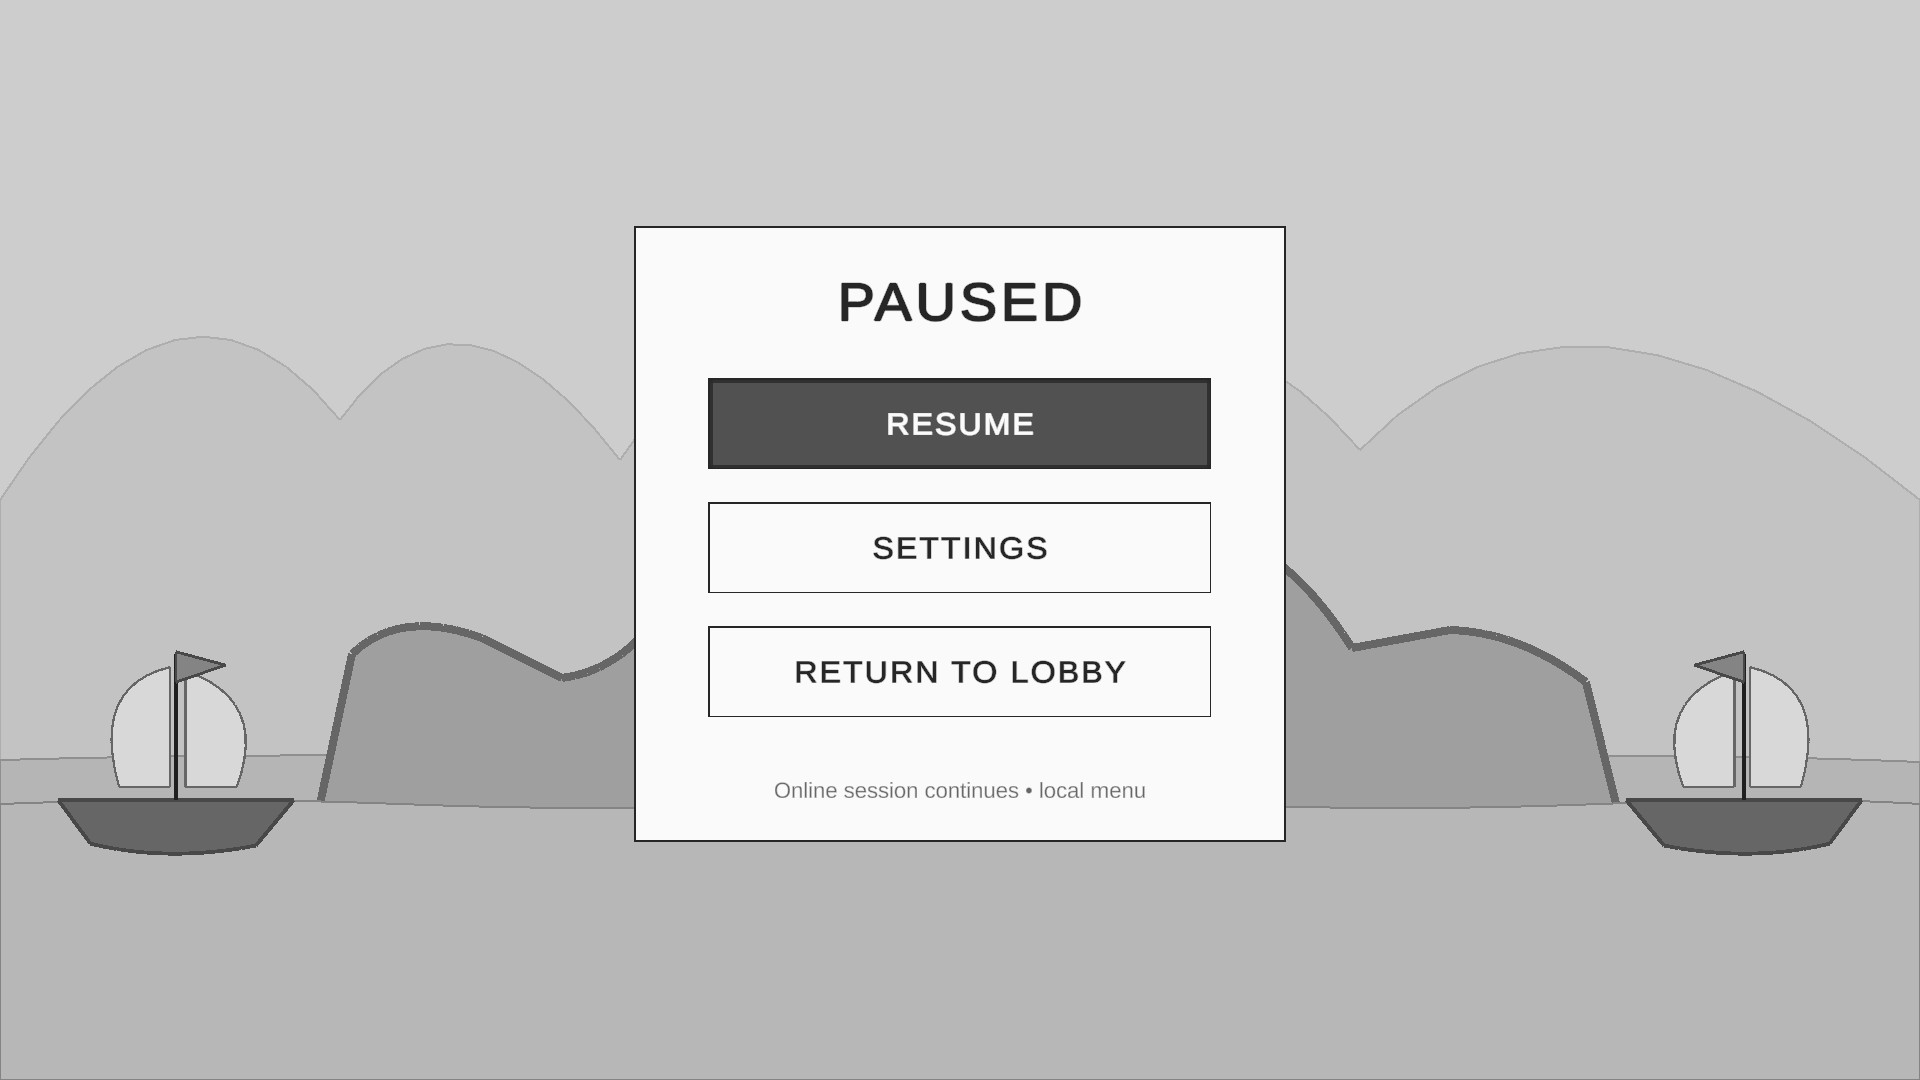 PAUSED
RESUME
SETTINGS
RETURN TO LOBBY
Online session continues • local menu